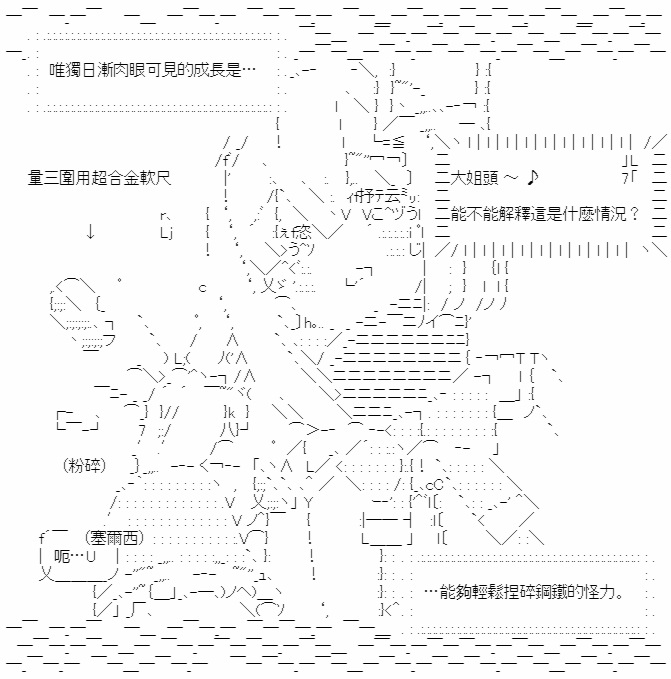 唯獨日漸肉眼可見的成長是…
量三圍用超合金軟尺
↓
大姐頭～♪
能不能解釋這是什麼情況？
（粉碎）
（塞爾西）
呃…U
…能夠輕鬆捏碎鋼鐵的怪力。